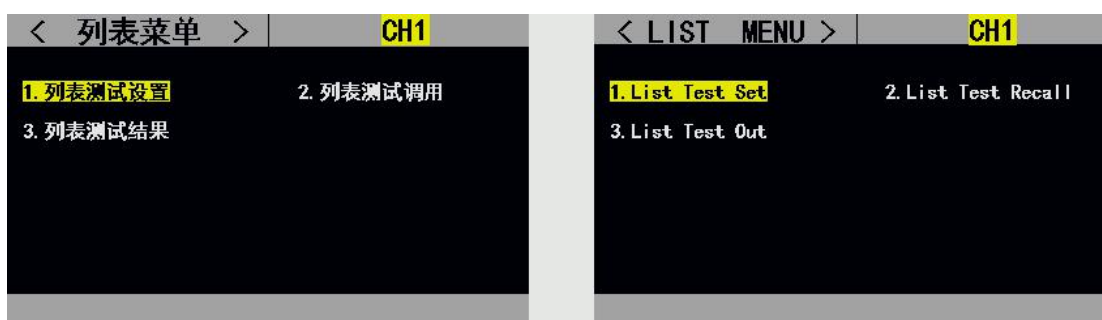 < 列表菜单 > CH1
1. 列表测试设置 2. 列表测试调用
3. 列表测试结果
< LIST MENU > CH1
1. List Test Set 2. List Test Recall
3. List Test Out